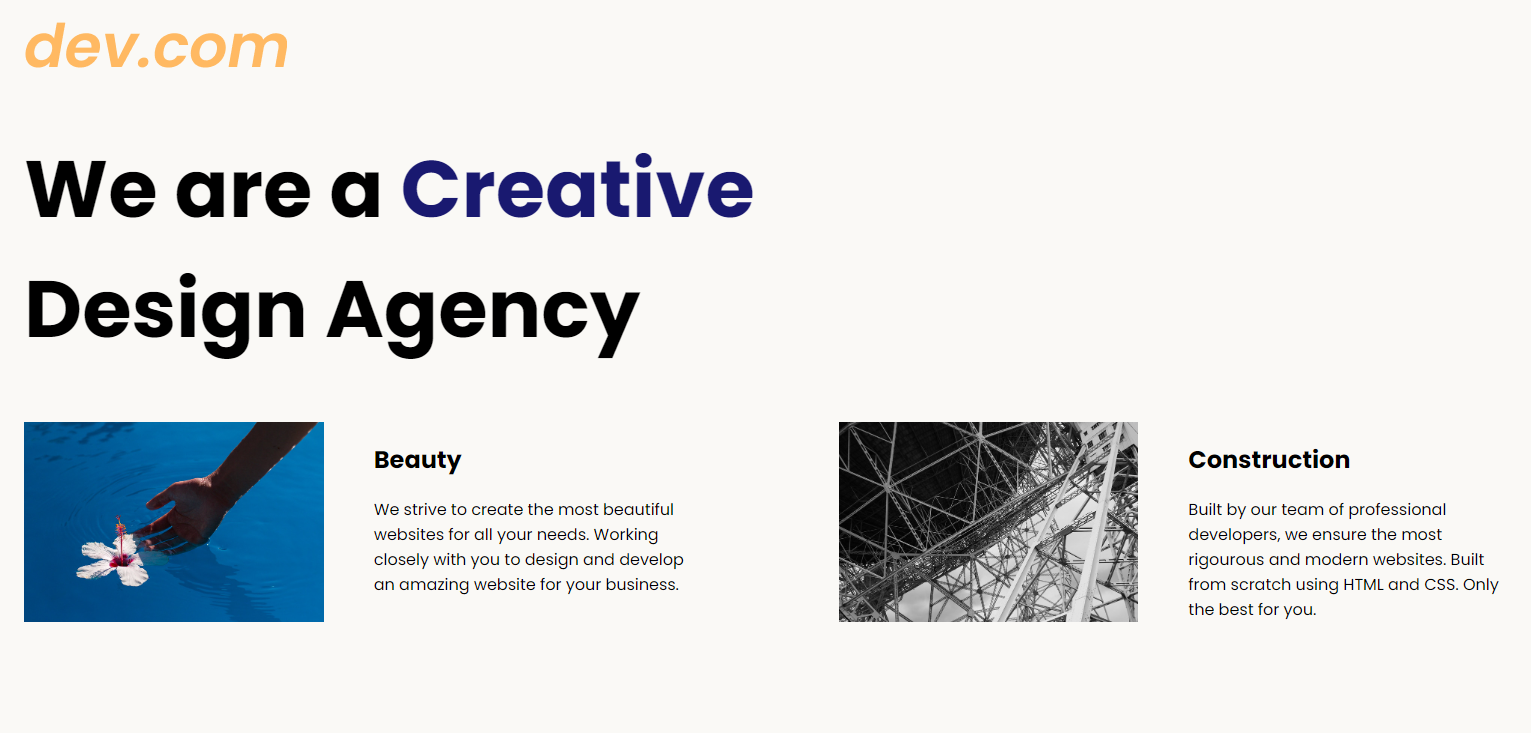 dev.com
We are a Creative
Design Agency
Beauty
We strive to create the most beautiful
websites for all your needs. Working
closely with you to design and develop
an amazing website for your business.
Construction
Built by our team of professional
developers, we ensure the most
rigourous and modern websites. Built
from scratch using HTML and CSS. Only
the best for you.